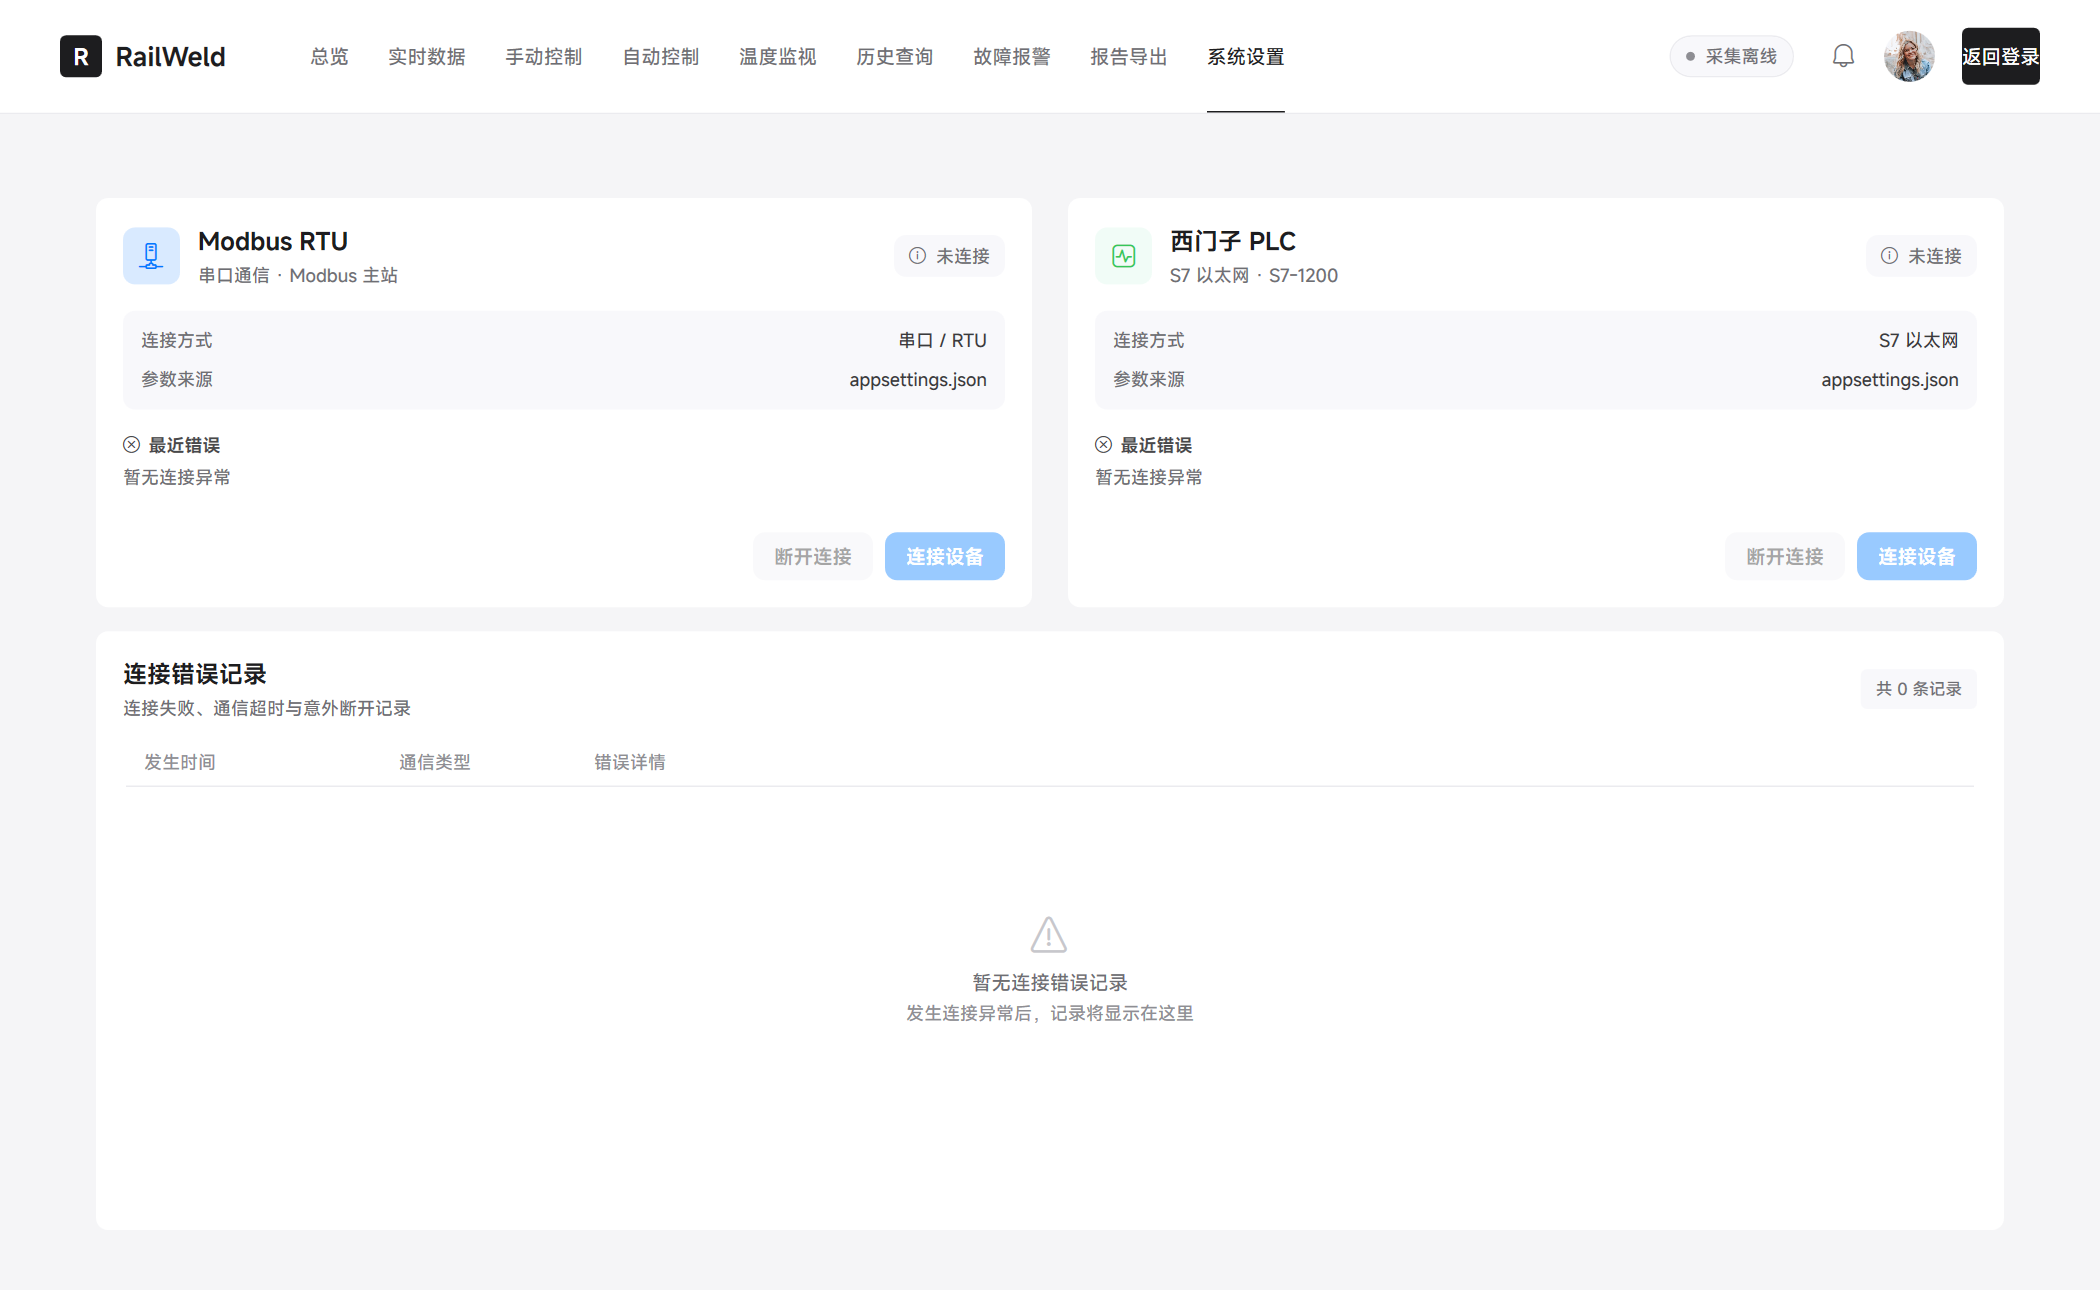 R RailWeld 总览 实时数据 手动控制 自动控制 温度监视 历史查询 故障报警 报告导出 系统设置 采集离线 返回登录
Modbus RTU
串口通信 · Modbus 主站
未连接
连接方式 串口 / RTU
参数来源 appsettings.json
最近错误
暂无连接异常
断开连接 连接设备
西门子 PLC
S7 以太网 · S7-1200
未连接
连接方式 S7 以太网
参数来源 appsettings.json
最近错误
暂无连接异常
断开连接 连接设备
连接错误记录
连接失败、通信超时与意外断开记录
共 0 条记录
发生时间 通信类型 错误详情
暂无连接错误记录
发生连接异常后，记录将显示在这里